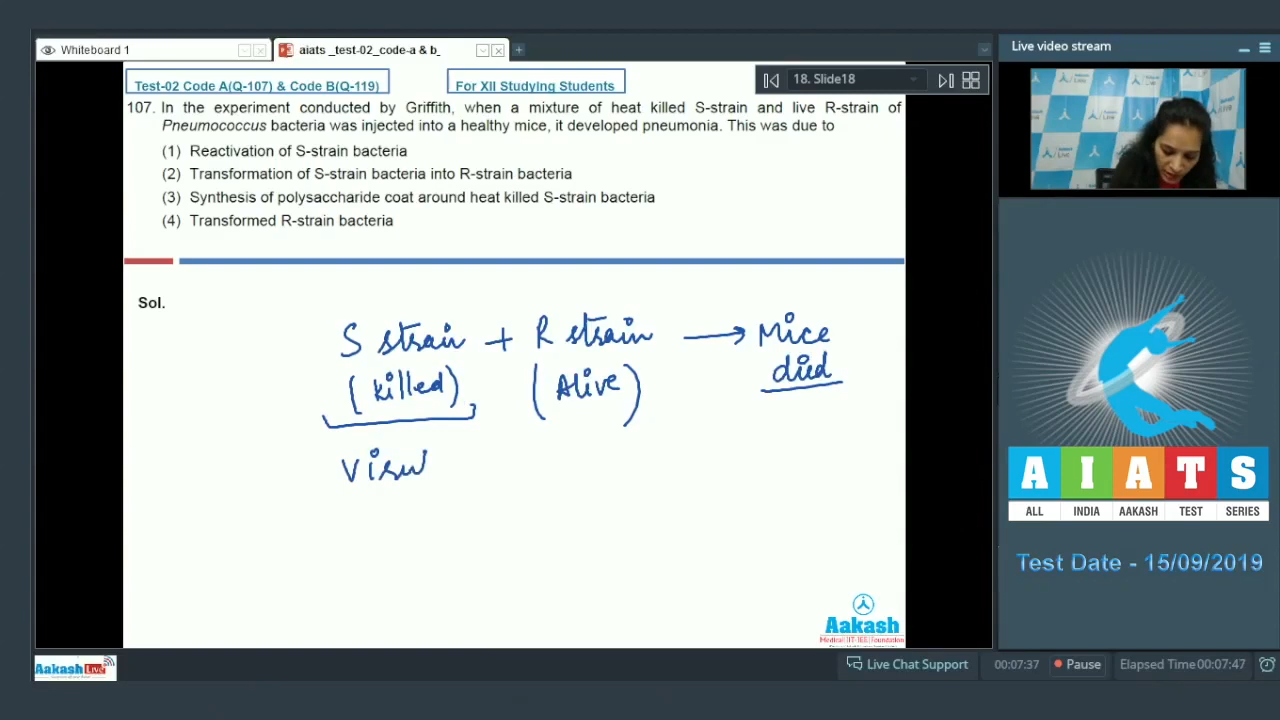 Whiteboard 1
aiats _test-02_code-a & b_
Live video stream
Test-02 Code A(Q-107) & Code B(Q-119)
For XII Studying Students
18. Slide18
107. In the experiment conducted by Griffith, when a mixture of heat killed S-strain and live R-strain of
Pneumococcus bacteria was injected into a healthy mice, it developed pneumonia. This was due to
(1) Reactivation of S-strain bacteria
(2) Transformation of S-strain bacteria into R-strain bacteria
(3) Synthesis of polysaccharide coat around heat killed S-strain bacteria
(4) Transformed R-strain bacteria
Sol.
S strain + R strain → Mice
(killed) (Alive) died
A I A T S
ALL INDIA AAKASH TEST SERIES
Test Date - 15/09/2019
Aakash
Medical|IIT-JEE|Foundation
Aakash Live
Live Chat Support
00:07:37
Pause
Elapsed Time 00:07:47